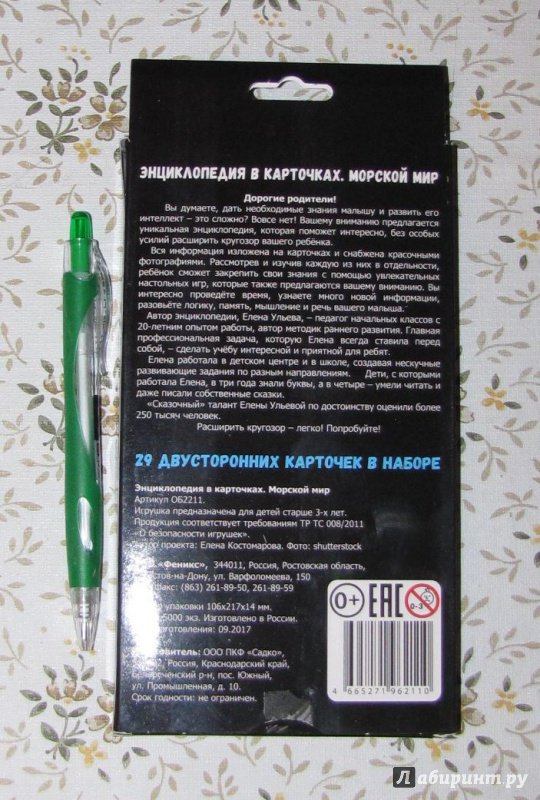 ЭНЦИКЛОПЕДИЯ В КАРТОЧКАХ. МОРСКОЙ МИР
Дорогие родители!
Вы думаете, дать необходимые знания малышу и развить его
интеллект – это сложно? Вовсе нет! Вашему вниманию предлагается
уникальная энциклопедия, которая поможет интересно, без особых
усилий расширить кругозор вашего ребёнка.
Вся информация изложена на карточках и снабжена красочными
фотографиями. Рассмотрев и изучив каждую из них в отдельности,
ребёнок сможет закрепить свои знания с помощью увлекательных
настольных игр, которые также предлагаются вашему вниманию. Вы
интересно проведёте время, узнаете много новой информации,
разовьёте логику, память, мышление и речь вашего малыша.
Автор энциклопедии, Елена Ульева, – педагог начальных классов с
20-летним опытом работы, автор методик раннего развития. Главная
профессиональная задача, которую Елена всегда ставила перед
собой, – сделать учёбу интересной и приятной для ребят.
Елена работала в детском центре и в школе, создавая нескучные
развивающие задания по разным направлениям. Дети, с которыми
работала Елена, в три года знали буквы, а в четыре – умели читать и
даже писали собственные сказки.
«Сказочный» талант Елены Ульевой по достоинству оценили более
250 тысяч человек.
Расширить кругозор – легко! Попробуйте!
29 ДВУСТОРОННИХ КАРТОЧЕК В НАБОРЕ
Энциклопедия в карточках. Морской мир
Артикул О62211.
Игрушка предназначена для детей старше 3-х лет.
Продукция соответствует требованиям ТР ТС 008/2011
«О безопасности игрушек».
проекта: Елена Костомарова. Фото: shutterstock
«Феникс», 344011, Россия, Ростовская область,
ул. Варфоломеева, 150
(863) 261-89-50, 261-89-59
упаковки 106х217х14 мм.
5000 экз. Изготовлено в России.
09.2017
ООО ПКФ «Садко»,
Россия, Краснодарский край,
р-н, пос. Южный,
ул. Промышленная, д. 10.
Срок годности: не ограничен.
0+ EAC 0-3
4 665271 962110
Лабиринт.ру